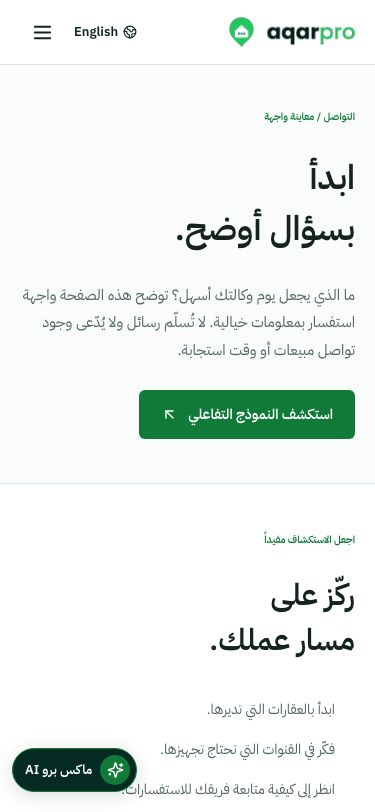 aqarpro
English
التواصل / معاينة واجهة
ابدأ
بسؤال أوضح.
ما الذي يجعل يوم وكالتك أسهل؟ توضح هذه الصفحة واجهة
استفسار بمعلومات خيالية. لا تُسلّم رسائل ولا يُدّعى وجود
تواصل مبيعات أو وقت استجابة.
استكشف النموذج التفاعلي
اجعل الاستكشاف مفيداً
ركّز على
مسار عملك.
ابدأ بالعقارات التي تديرها.
فكّر في القنوات التي تحتاج تجهيزها.
انظر إلى كيفية متابعة فريقك للاستفسارات.
ماكس برو AI